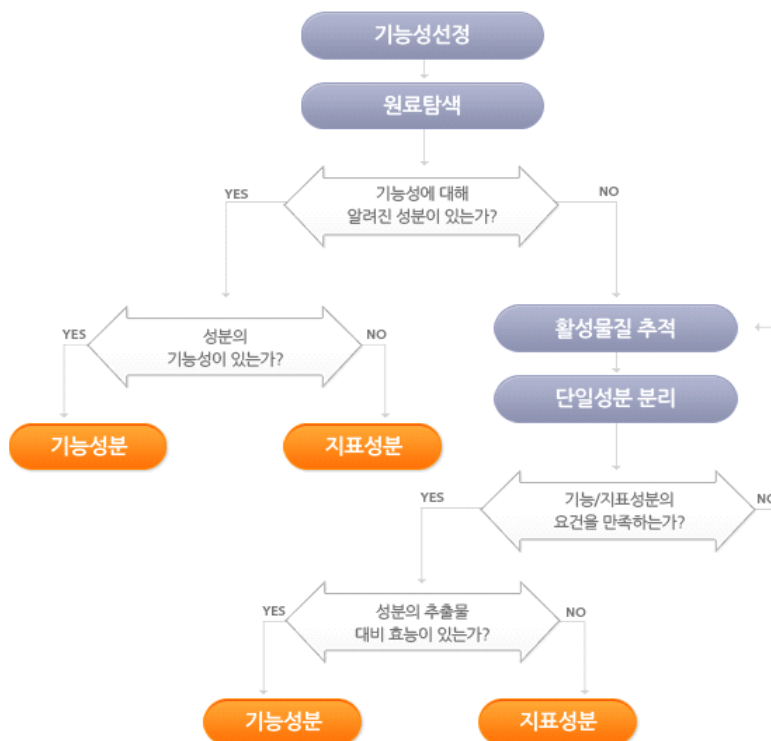 기능성선정
원료탐색
YES
기능성에 대해
알려진 성분이 있는가?
NO
YES
성분의
기능성이 있는가?
NO
활성물질 추적
단일성분 분리
기능성분
지표성분
YES
기능/지표성분의
요건을 만족하는가?
NO
YES
성분의 추출물
대비 효능이 있는가?
NO
기능성분
지표성분